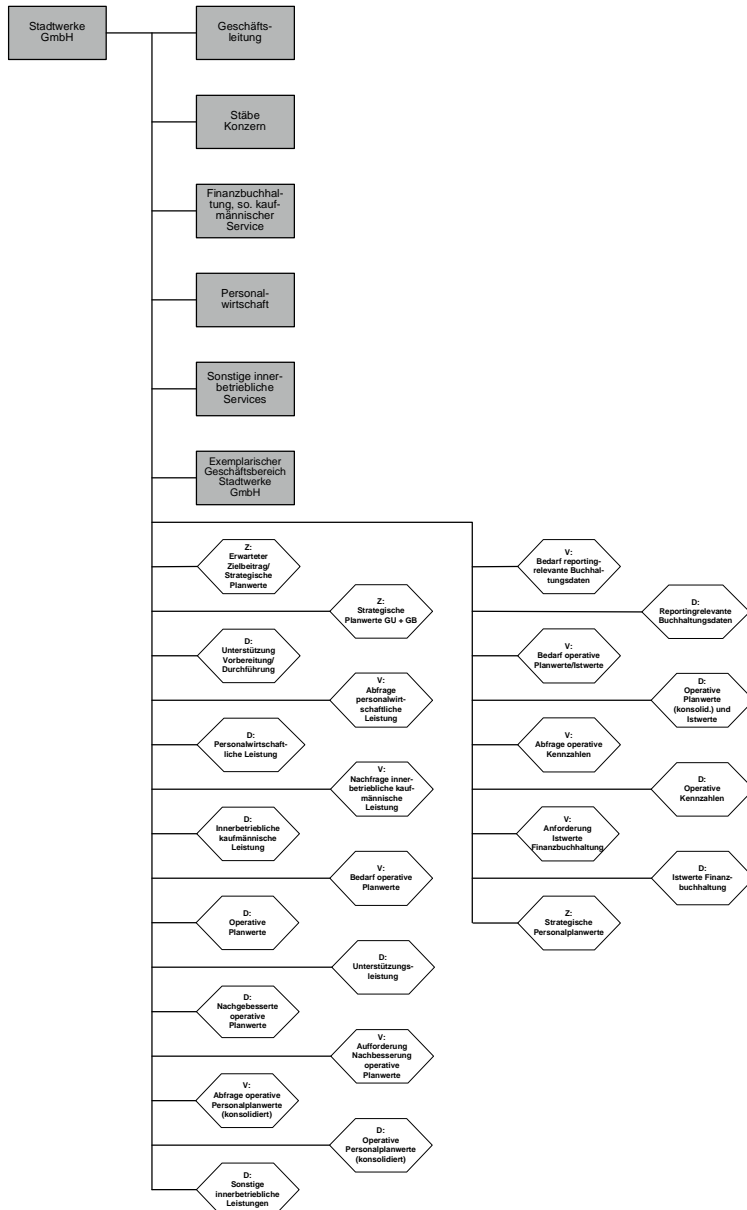 Stadtwerke
GmbH
Geschäfts-
leitung
Stäbe
Konzern
Finanzbuchhal-
tung, so. kauf-
männischer
Service
Personal-
wirtschaft
Sonstige inner-
betriebliche
Services
Exemplarischer
Geschäftsbereich
Stadtwerke
GmbH
Z:
Erwarteter
Zielbeitrag/
Strategische
Planwerte
Z:
Strategische
Planwerte GU + GB
D:
Unterstützung
Vorbereitung/
Durchführung
V:
Abfrage
personalwirt-
schaftliche
Leistung
D:
Personalwirtschaft-
liche Leistung
V:
Nachfrage inner-
betriebliche kauf-
männische
Leistung
D:
Innerbetriebliche
kaufmännische
Leistung
V:
Bedarf operative
Planwerte
D:
Operative
Planwerte
D:
Unterstützungs-
leistung
D:
Nachgebesserte
operative
Planwerte
V:
Aufforderung
Nachbesserung
operative
Planwerte
V:
Abfrage operative
Personalplanwerte
(konsolidiert)
D:
Operative
Personalplanwerte
(konsolidiert)
D:
Sonstige
innerbetriebliche
Leistungen
V:
Bedarf reporting-
relevante Buchhal-
tungsdaten
D:
Reportingrelevante
Buchhaltungsdaten
V:
Bedarf operative
Planwerte/Istwerte
D:
Operative
Planwerte
(konsolid.) und
Istwerte
V:
Abfrage operative
Kennzahlen
D:
Operative
Kennzahlen
V:
Anforderung
Istwerte
Finanzbuchhaltung
D:
Istwerte Finanz-
buchhaltung
Z:
Strategische
Personalplanwerte